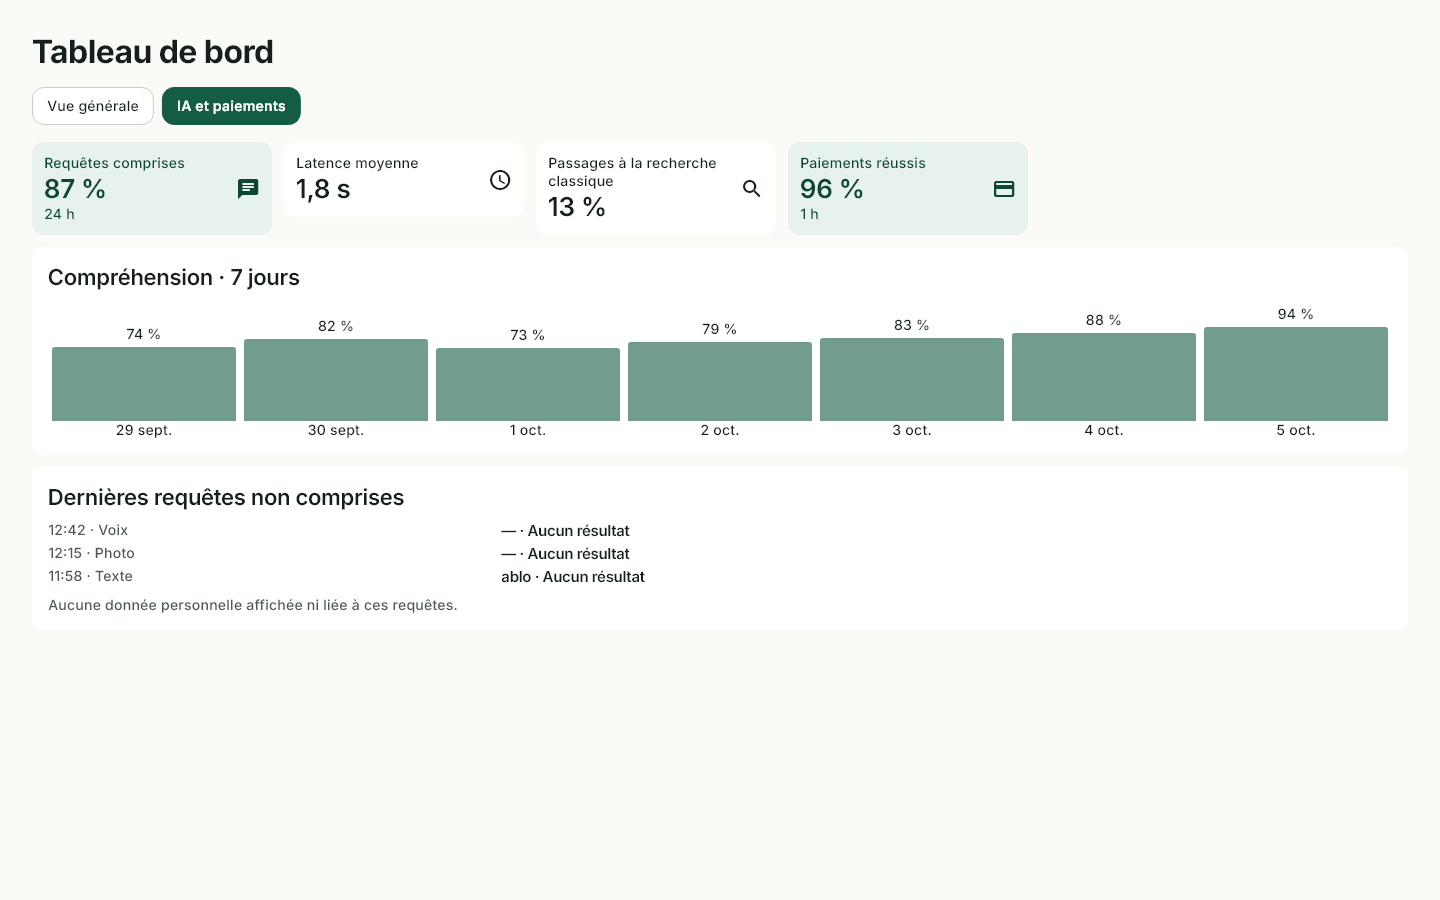 Tableau de bord
Vue générale
IA et paiements
Requêtes comprises
87 %
24 h
Latence moyenne
1,8 s
Passages à la recherche
classique
13 %
Paiements réussis
96 %
1 h
Compréhension · 7 jours
74 %
82 %
73 %
79 %
83 %
88 %
94 %
29 sept.
30 sept.
1 oct.
2 oct.
3 oct.
4 oct.
5 oct.
Dernières requêtes non comprises
12:42 · Voix
— · Aucun résultat
12:15 · Photo
— · Aucun résultat
11:58 · Texte
ablo · Aucun résultat
Aucune donnée personnelle affichée ni liée à ces requêtes.